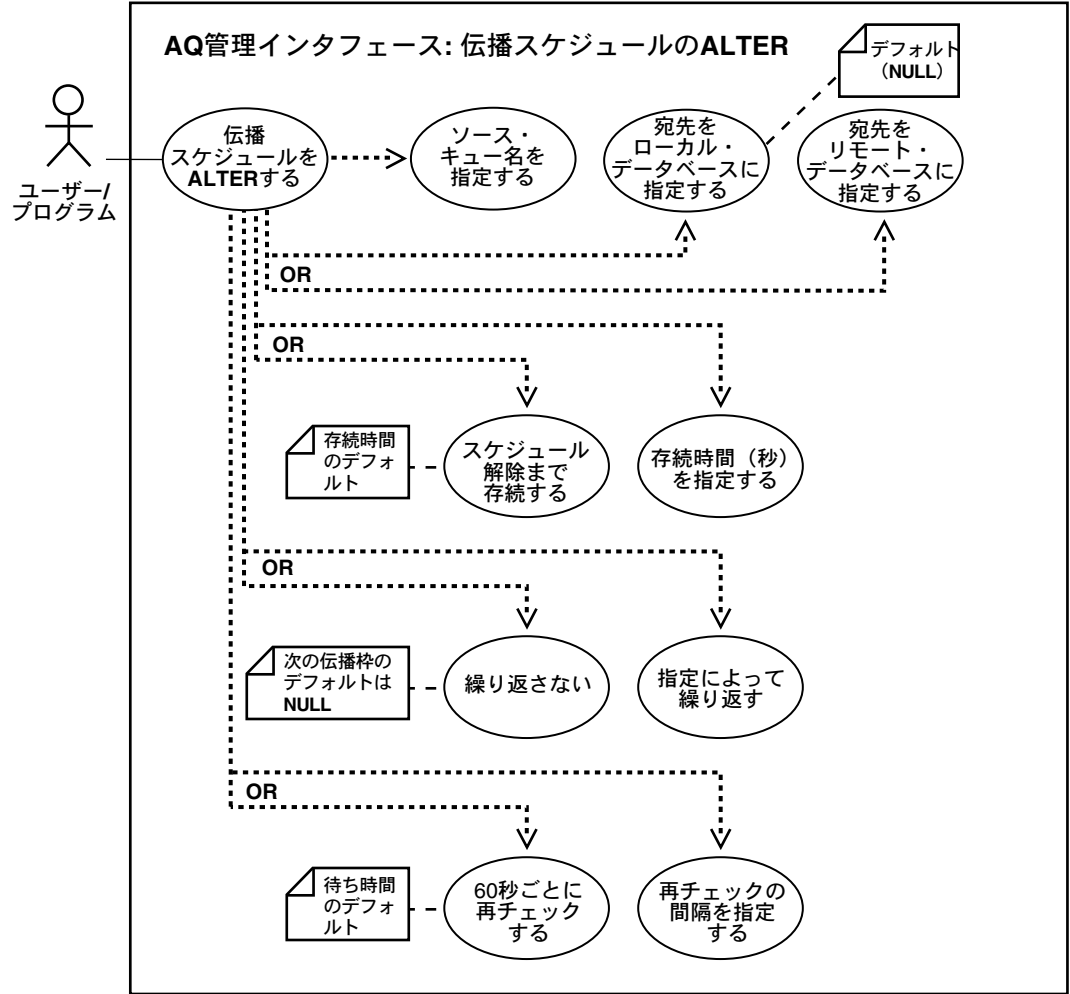 AQ管理インタフェース: 伝播スケジュールのALTER
デフォルト
(NULL)
ユーザー/
プログラム
伝播
スケジュールを
ALTERする
ソース・
キュー名を
指定する
宛先を
ローカル・
データベースに
指定する
宛先を
リモート・
データベースに
指定する
OR
OR
存続時間
のデフォ
ルト
スケジュール
解除まで
存続する
存続時間（秒）
を指定する
OR
次の伝播枠の
デフォルトは
NULL
繰り返さない
指定によって
繰り返す
OR
待ち時間
のデフォ
ルト
60秒ごとに
再チェック
する
再チェックの
間隔を指定
する